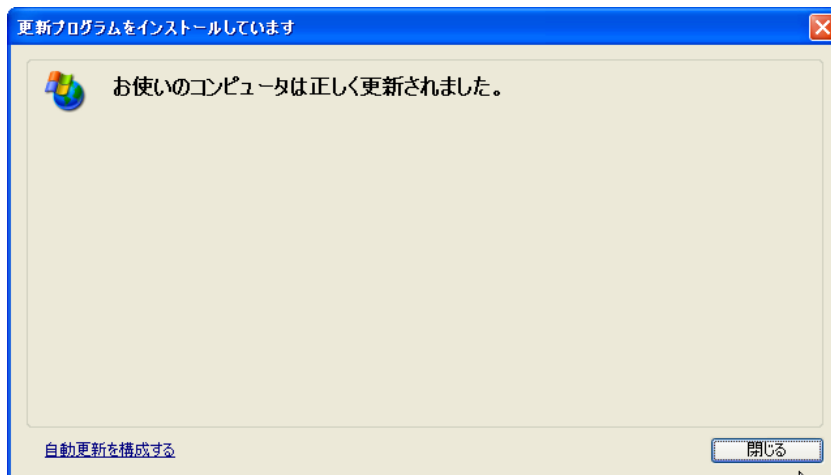 更新プログラムをインストールしています
お使いのコンピュータは正しく更新されました。
自動更新を構成する
閉じる